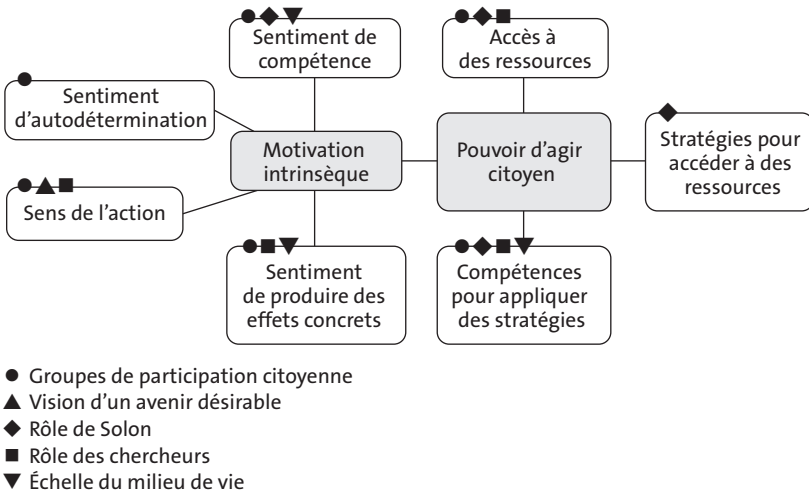 Sentiment de
compétence
Accès à
des ressources
Sentiment
d'autodétermination
Motivation
intrinsèque
Pouvoir d'agir
citoyen
Stratégies pour
accéder à des
ressources
Sens de l'action
Sentiment
de produire des
effets concrets
Compétences
pour appliquer
des stratégies
Groupes de participation citoyenne
Vision d'un avenir désirable
Rôle de Solon
Rôle des chercheurs
Échelle du milieu de vie